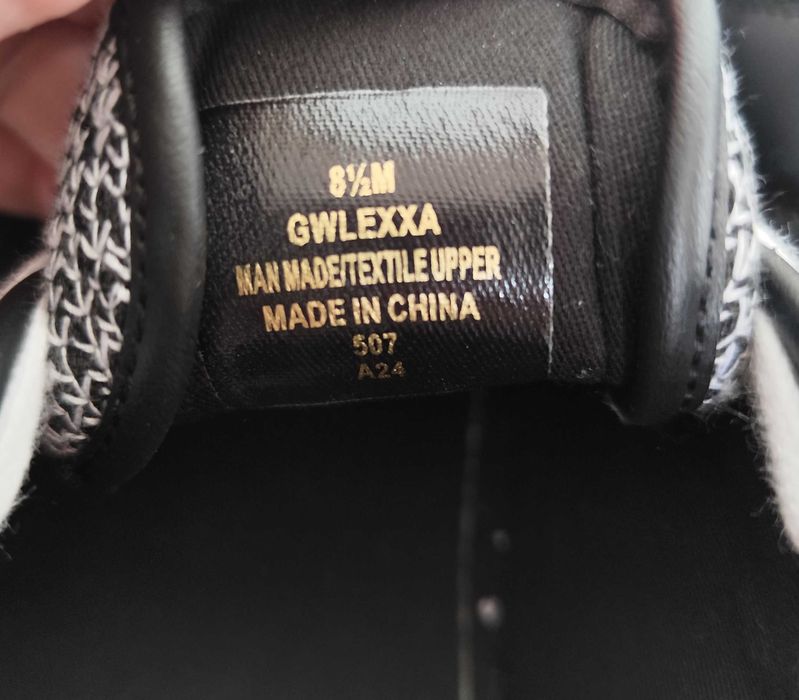 8½M
GWLEXXA
MAN MADE/TEXTILE UPPER
MADE IN CHINA
507
A24